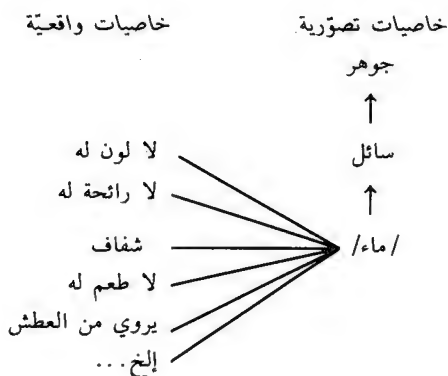 خاصيات تصوّرية
خاصيات واقعيّة
جوهر
سائل
/ماء/
لا لون له
لا رائحة له
شفاف
لا طعم له
يروي من العطش
إلخ...